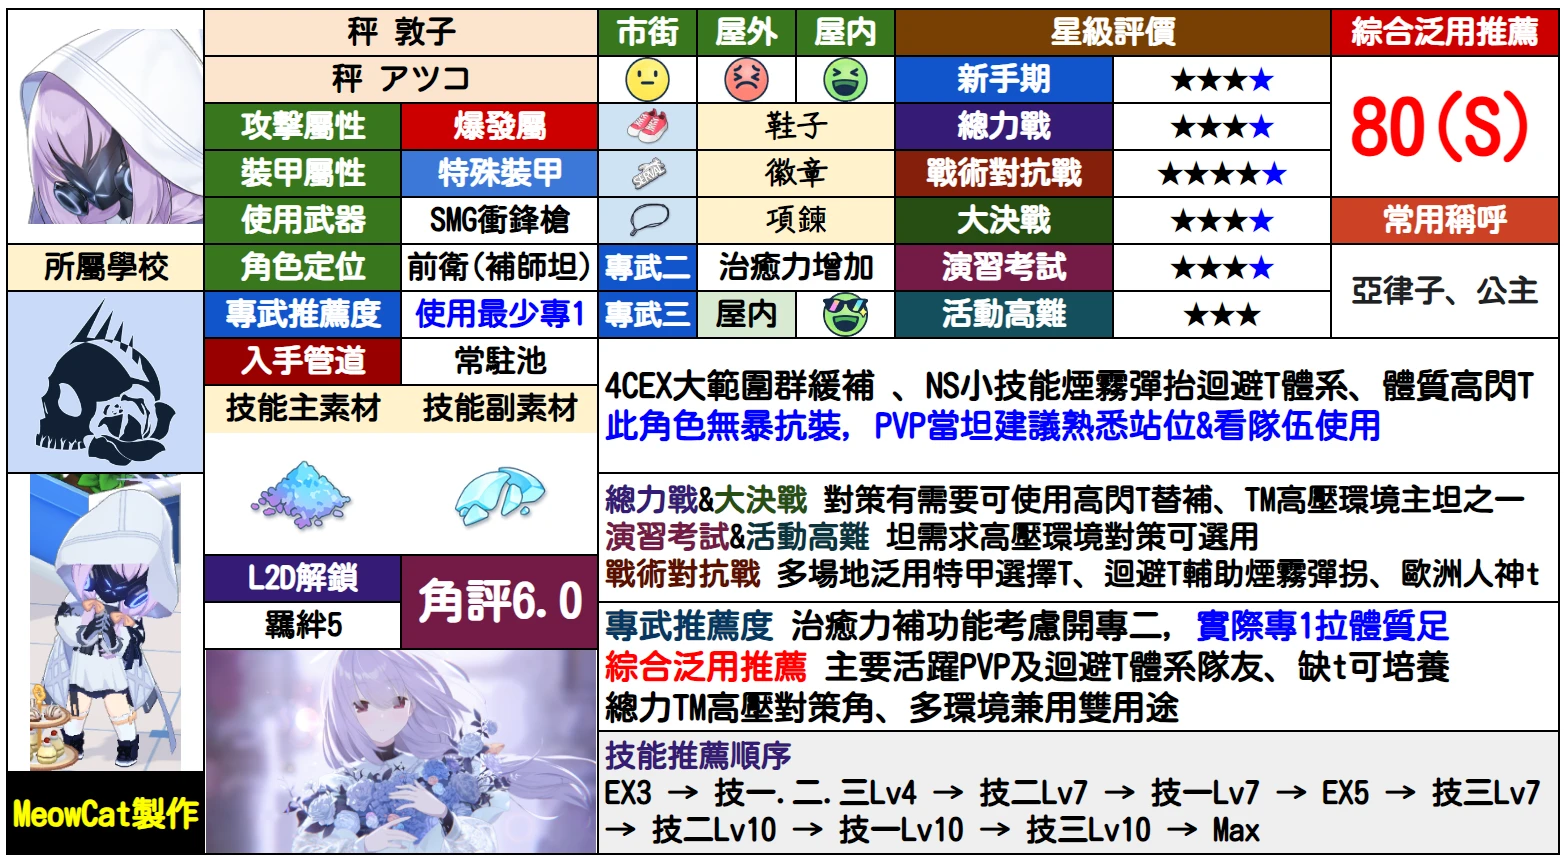 秤 敦子
秤 アツコ
市街
屋外
屋內
星級評價
綜合泛用推薦
新手期
★★★★
80(S)
攻擊屬性
爆發屬
鞋子
總力戰
★★★★
裝甲屬性
特殊裝甲
SERVAL
徽章
戰術對抗戰
★★★★★
使用武器
SMG衝鋒槍
項鍊
大決戰
★★★★
常用稱呼
所屬學校
角色定位
前衛(補師坦)
專武二
治癒力增加
演習考試
★★★★
亞律子、公主
專武推薦度
使用最少專1
專武三
屋內
活動高難
★★★
入手管道
常駐池
技能主素材
技能副素材
4CEX大範圍群緩補 、NS小技能煙霧彈抬迴避T體系、體質高閃T
此角色無暴抗裝, PVP當坦建議熟悉站位&看隊伍使用
總力戰&大決戰 對策有需要可使用高閃T替補、TM高壓環境主坦之一
演習考試&活動高難 坦需求高壓環境對策可選用
戰術對抗戰 多場地泛用特甲選擇T、迴避T輔助煙霧彈拐、歐洲人神t
L2D解鎖
羈絆5
角評6.0
專武推薦度 治癒力補功能考慮開專二, 實際專1拉體質足
綜合泛用推薦 主要活躍PVP及迴避T體系隊友、缺t可培養
總力TM高壓對策角、多環境兼用雙用途
技能推薦順序
EX3 → 技一.二.三Lv4 → 技二Lv7 → 技一Lv7 → EX5 → 技三Lv7
→ 技二Lv10 → 技一Lv10 → 技三Lv10 → Max
MeowCat製作